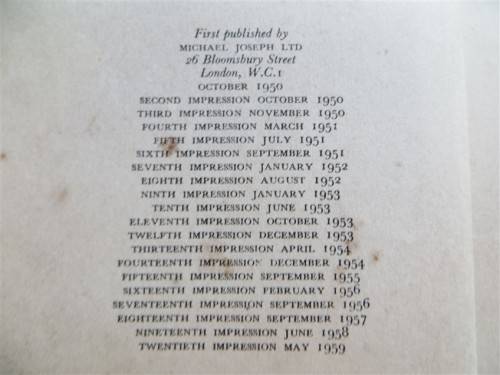 First published by
MICHAEL JOSEPH LTD
26 Bloomsbury Street
London, W.C.1
OCTOBER 1950
SECOND IMPRESSION OCTOBER 1950
THIRD IMPRESSION NOVEMBER 1950
FOURTH IMPRESSION MARCH 1951
FIFTH IMPRESSION JULY 1951
SIXTH IMPRESSION SEPTEMBER 1951
SEVENTH IMPRESSION JANUARY 1952
EIGHTH IMPRESSION AUGUST 1952
NINTH IMPRESSION JANUARY 1953
TENTH IMPRESSION JUNE 1953
ELEVENTH IMPRESSION OCTOBER 1953
TWELFTH IMPRESSION DECEMBER 1953
THIRTEENTH IMPRESSION APRIL 1954
FOURTEENTH IMPRESSION DECEMBER 1954
FIFTEENTH IMPRESSION SEPTEMBER 1955
SIXTEENTH IMPRESSION FEBRUARY 1956
SEVENTEENTH IMPRESSION SEPTEMBER 1956
EIGHTEENTH IMPRESSION SEPTEMBER 1957
NINETEENTH IMPRESSION JUNE 1958
TWENTIETH IMPRESSION MAY 1959